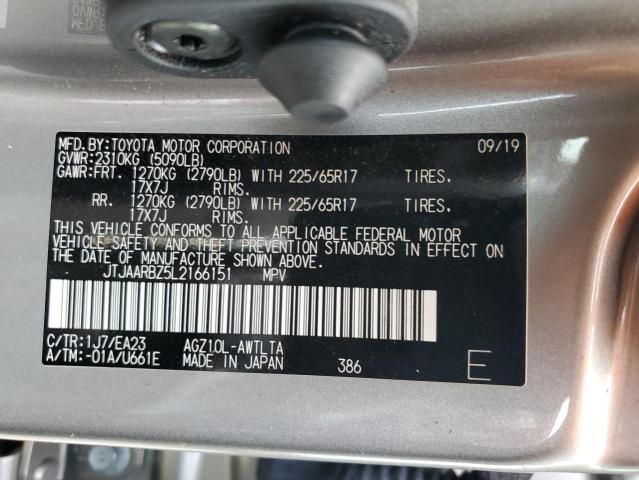 MFD.BY:TOYOTA MOTOR CORPORATION 09/19
GVWR:2310KG (5090LB)
GAWR:FRT. 1270KG (2790LB) WITH 225/65R17 TIRES.
17X7J RIMS.
RR. 1270KG (2790LB) WITH 225/65R17 TIRES.
17X7J RIMS.
THIS VEHICLE CONFORMS TO ALL APPLICABLE FEDERAL MOTOR
VEHICLE SAFETY AND THEFT PREVENTION STANDARDS IN EFFECT ON
THE DATE OF MANUFACTURE SHOWN ABOVE.
JTJAARBZ5L2166151 MPV
C/TR:1J7/EA23 AGZ10L-AWTLTA
A/TM:-01A/U661E MADE IN JAPAN 386 E